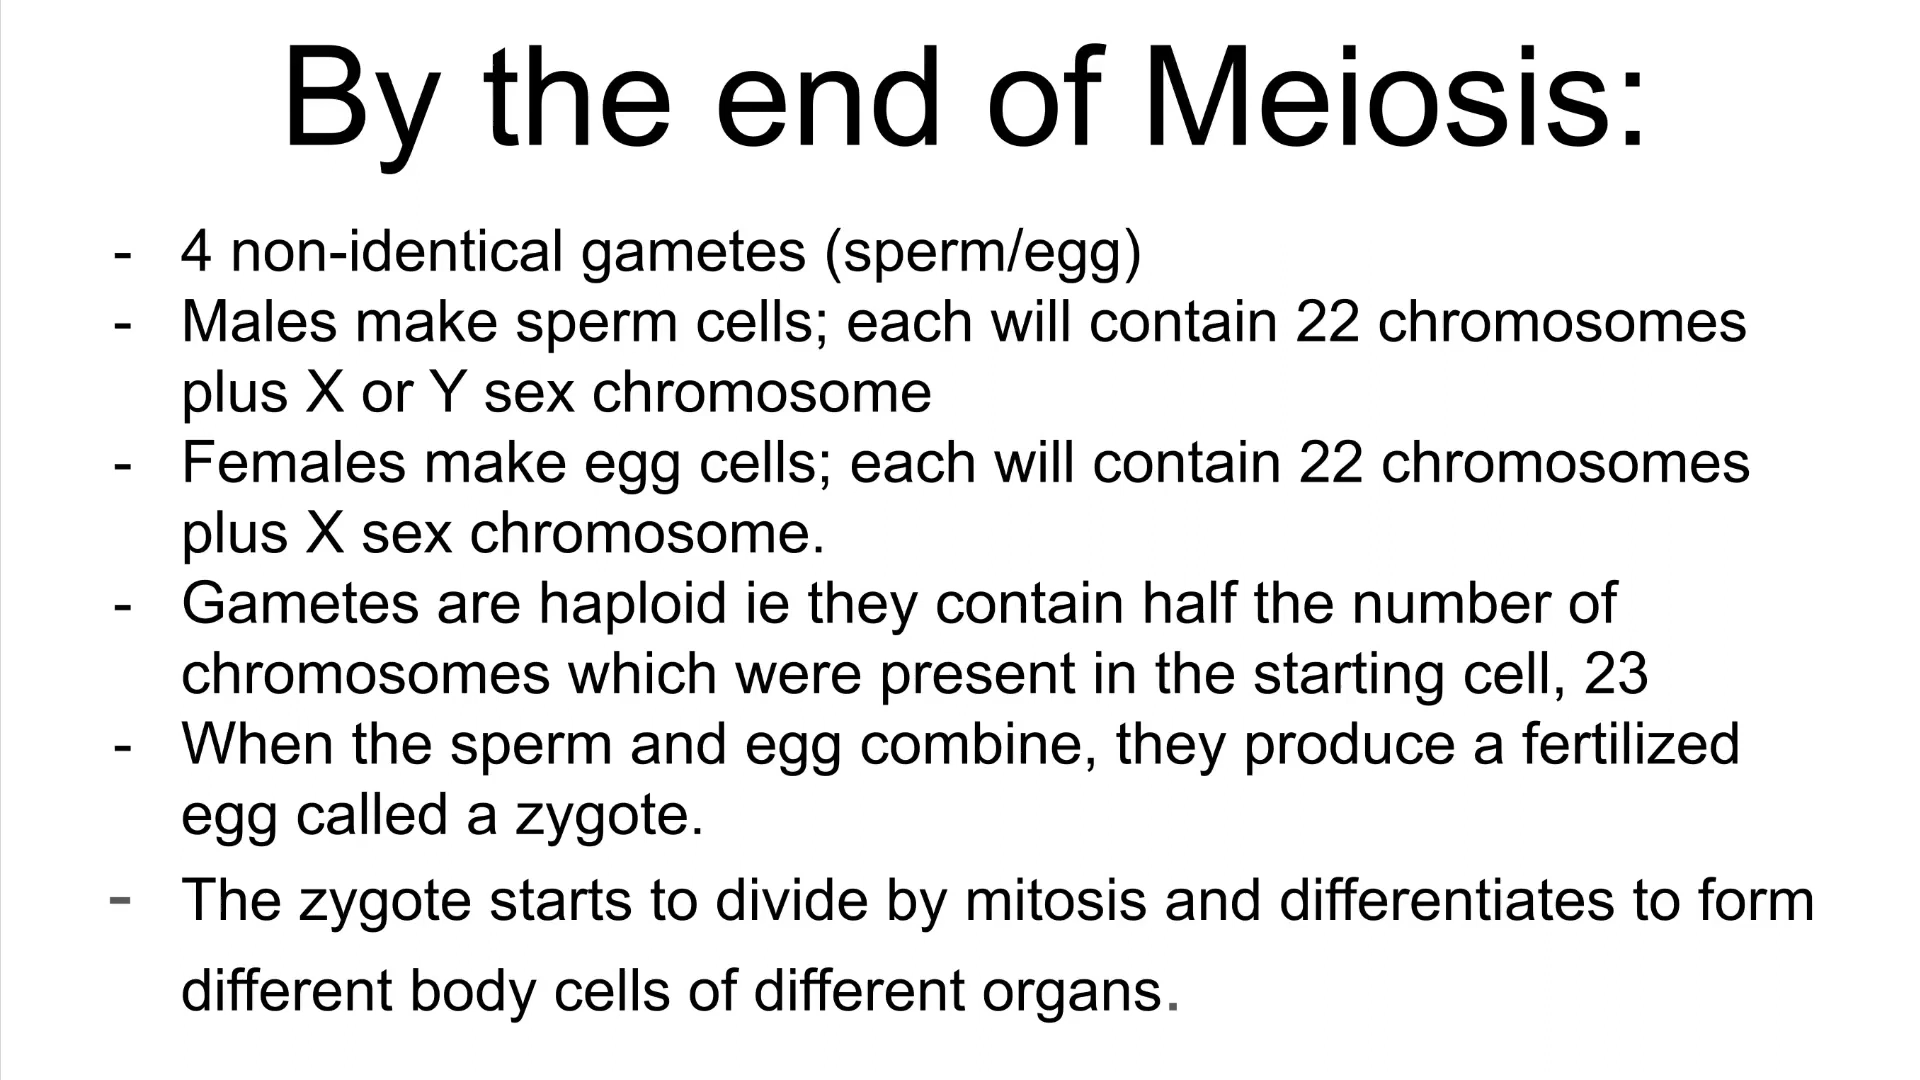 By the end of Meiosis:
- 4 non-identical gametes (sperm/egg)
- Males make sperm cells; each will contain 22 chromosomes
plus X or Y sex chromosome
- Females make egg cells; each will contain 22 chromosomes
plus X sex chromosome.
- Gametes are haploid ie they contain half the number of
chromosomes which were present in the starting cell, 23
- When the sperm and egg combine, they produce a fertilized
egg called a zygote.
- The zygote starts to divide by mitosis and differentiates to form
different body cells of different organs.